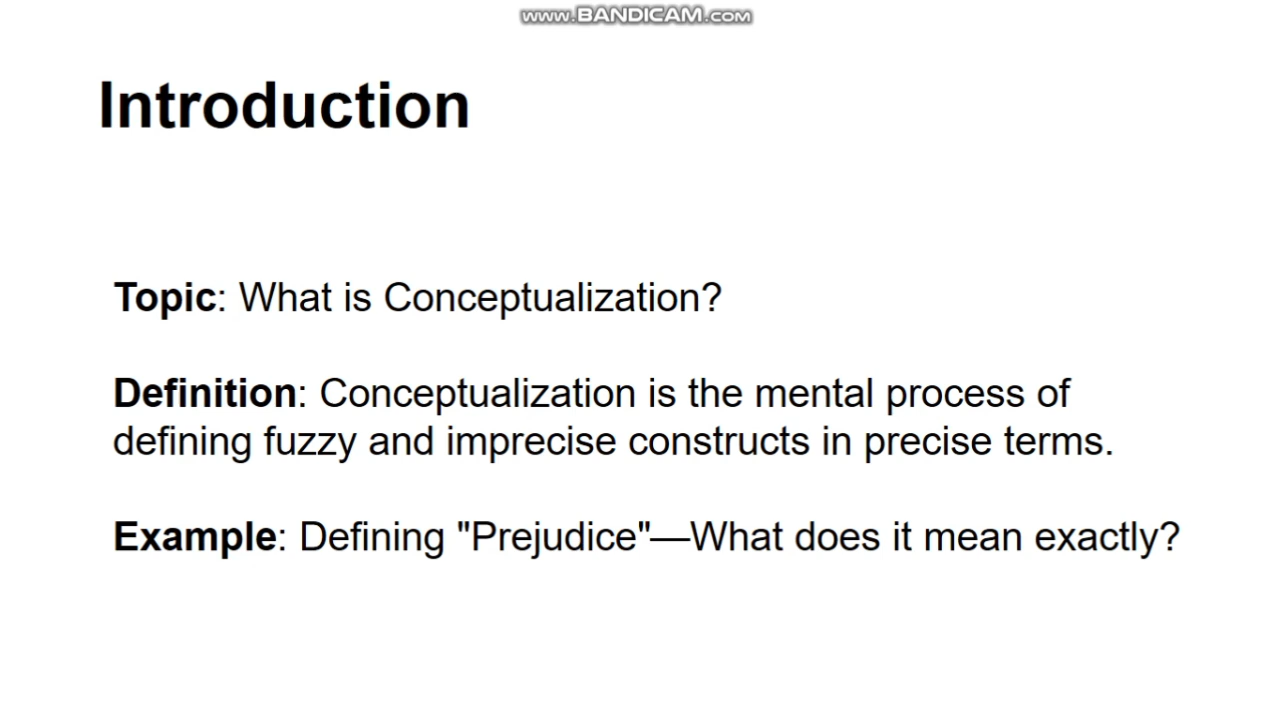 www.BANDICAM.com
Introduction
Topic: What is Conceptualization?
Definition: Conceptualization is the mental process of
defining fuzzy and imprecise constructs in precise terms.
Example: Defining "Prejudice"—What does it mean exactly?